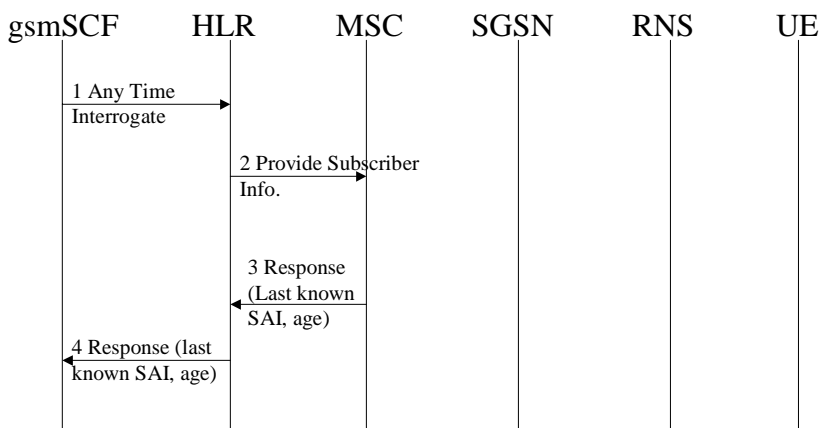 gsmSCF HLR MSC SGSN RNS UE
1 Any Time
Interrogate
2 Provide Subscriber
Info.
3 Response
(Last known
SAI, age)
4 Response (last
known SAI, age)